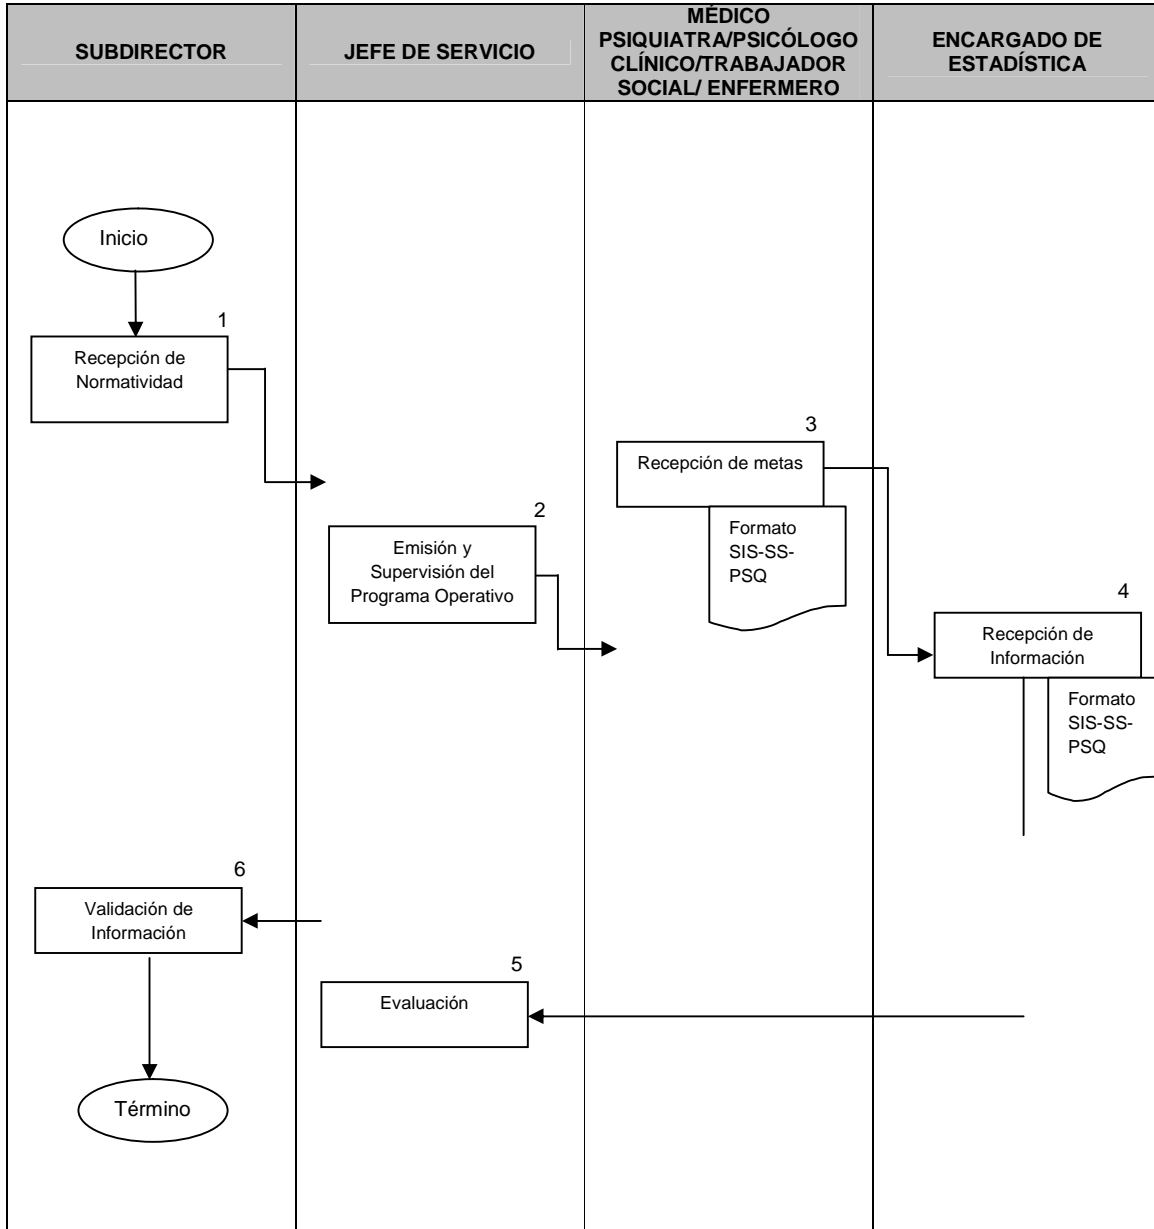 SUBDIRECTOR
JEFE DE SERVICIO
MÉDICO
PSIQUIATRA/PSICÓLOGO
CLÍNICO/TRABAJADOR
SOCIAL/ ENFERMERO
ENCARGADO DE
ESTADÍSTICA
Inicio
1
Recepción de
Normatividad
2
Emisión y
Supervisión del
Programa Operativo
3
Recepción de metas
Formato
SIS-SS-
PSQ
4
Recepción de
Información
Formato
SIS-SS-
PSQ
5
Evaluación
6
Validación de
Información
Término